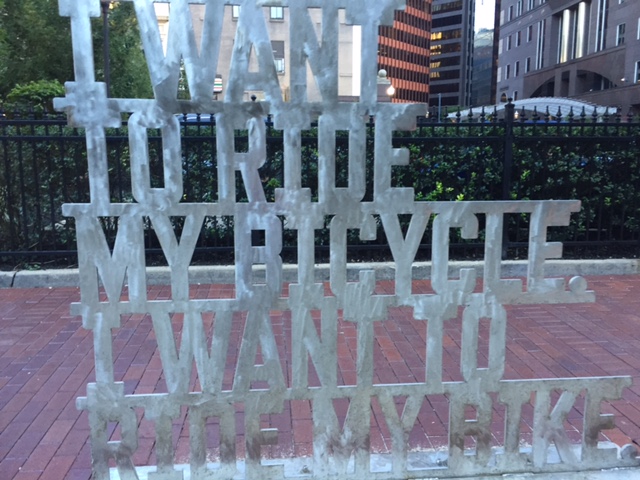 I WANT
TO RIDE
MY BICYCLE.
I WANT TO
RIDE MY BIKE.